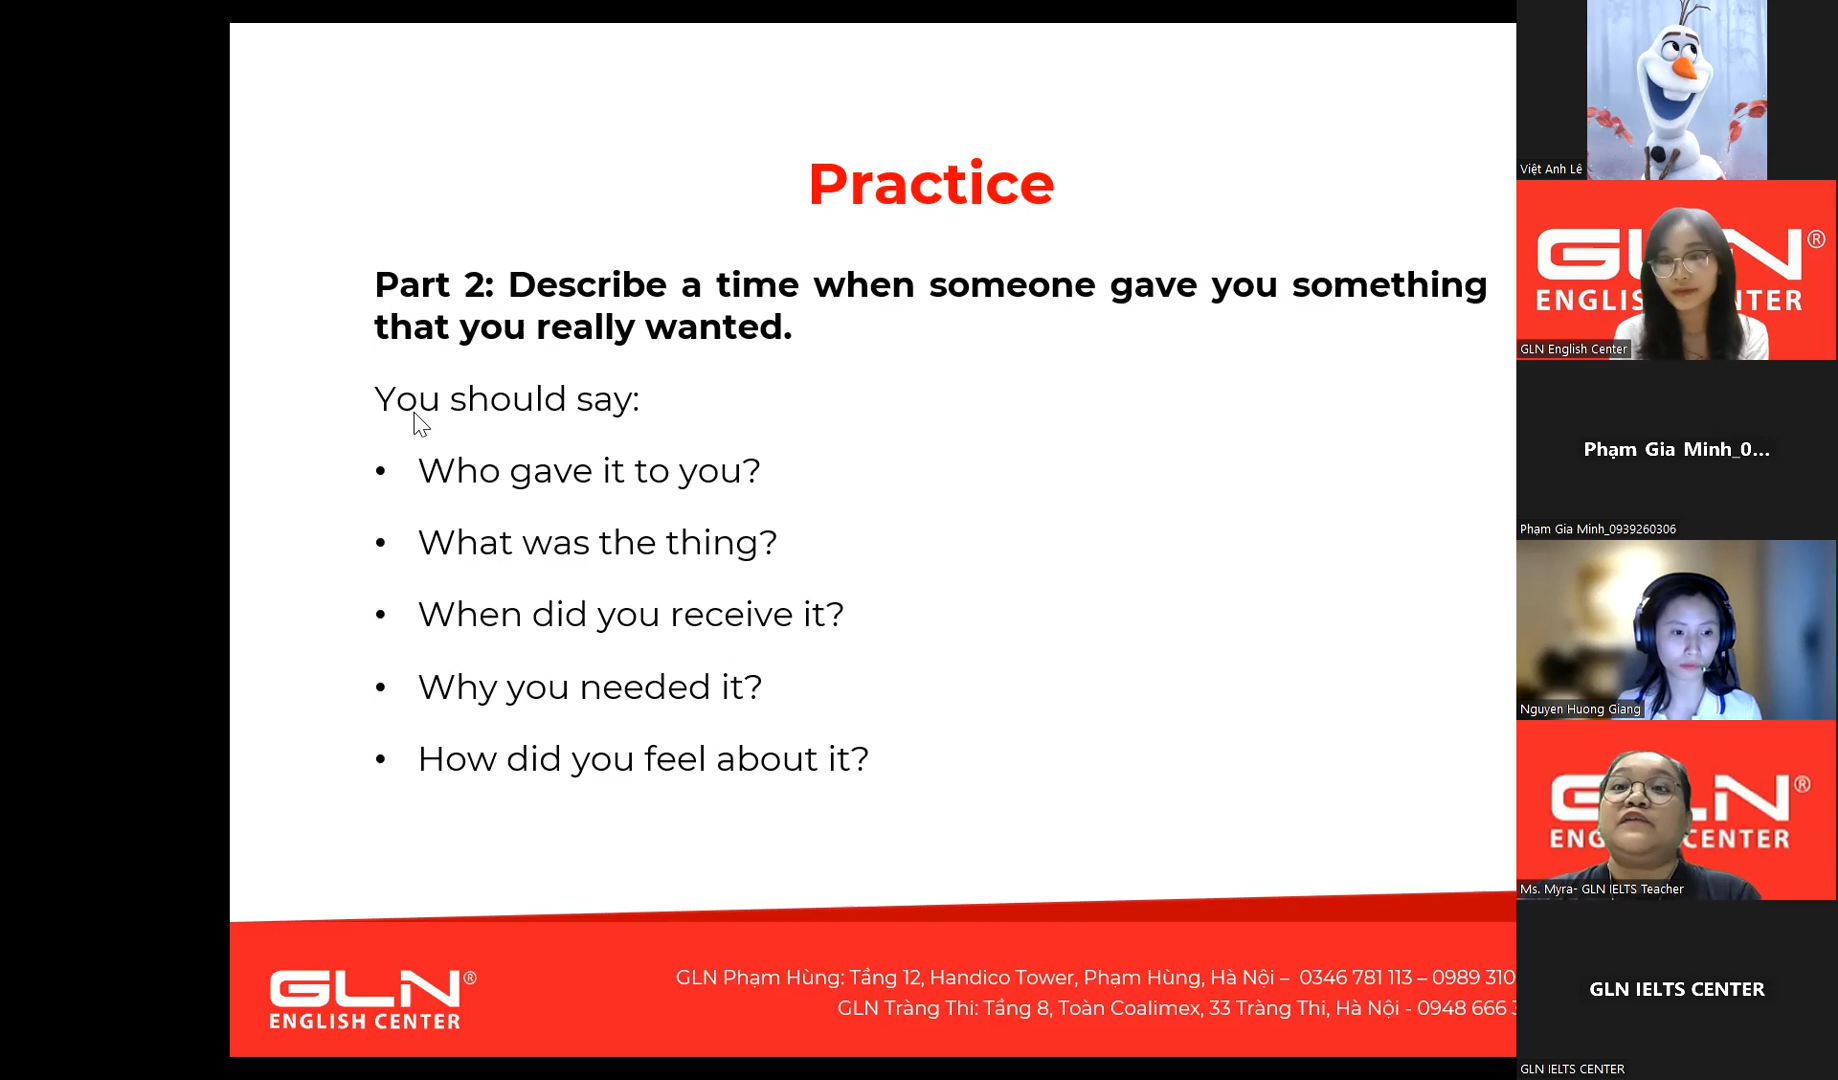 Practice
Part 2: Describe a time when someone gave you something
that you really wanted.
You should say:
• Who gave it to you?
• What was the thing?
• When did you receive it?
• Why you needed it?
• How did you feel about it?
GLN®
ENGLISH CENTER
GLN Phạm Hùng: Tầng 12, Handico Tower, Phạm Hùng, Hà Nội – 0346 781 113 – 0989 310
GLN Tràng Thi: Tầng 8, Toàn Coalimex, 33 Tràng Thi, Hà Nội - 0948 666
Việt Anh Lê
GLN English Center
Phạm Gia Minh_0...
Phạm Gia Minh_0939260306
Nguyen Huong Giang
Ms. Myra- GLN IELTS Teacher
GLN IELTS CENTER
GLN IELTS CENTER